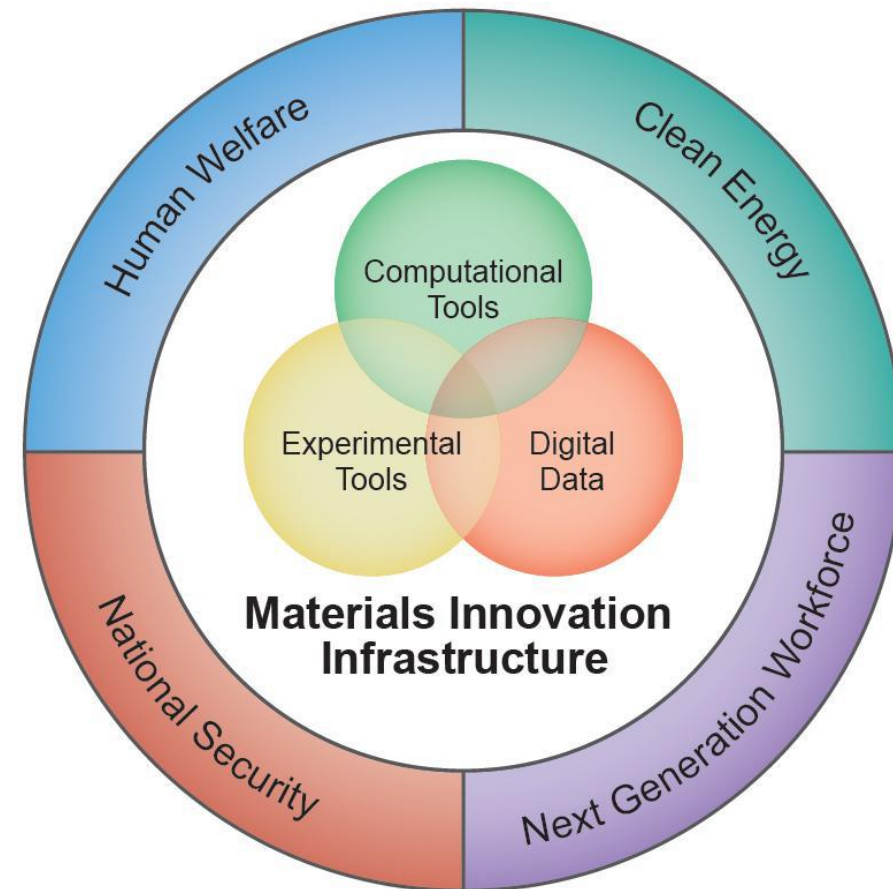 Human Welfare
Clean Energy
Computational
Tools
Experimental
Tools
Digital
Data
Materials Innovation
Infrastructure
National Security
Next Generation Workforce